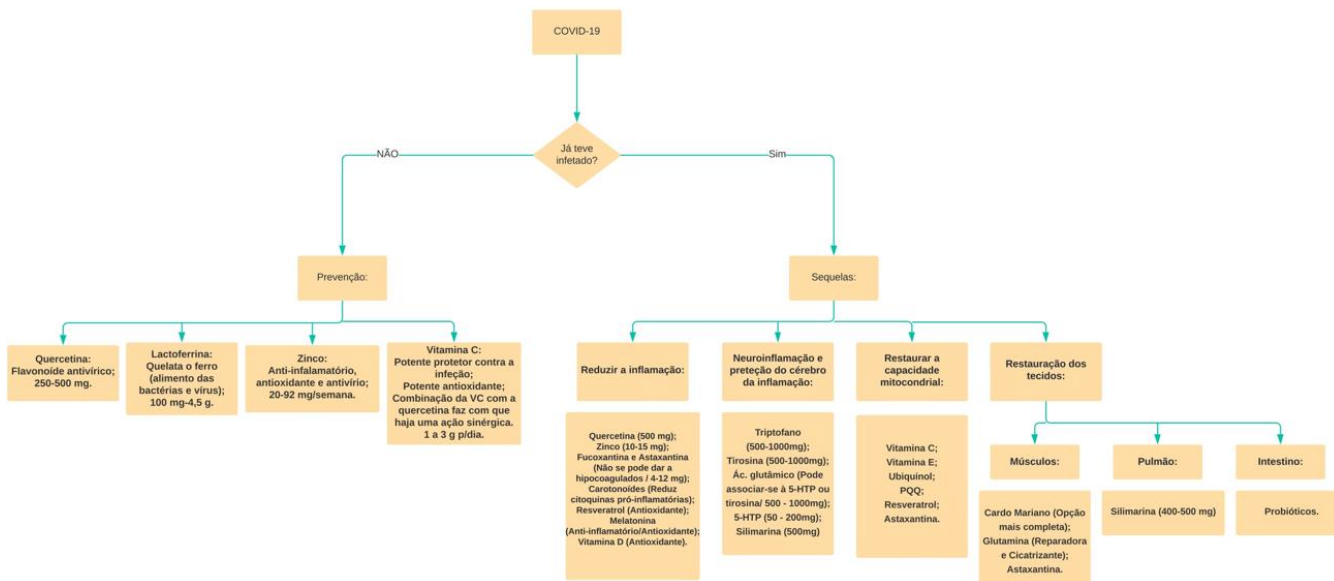 COVID-19
Já teve
infetado?
NÃO
Sim
Prevenção:
Sequelas:
Quercetina:
Flavonoíde antivírico;
250-500 mg.
Lactoferrina:
Quelata o ferro
(alimento das
bactérias e vírus);
100 mg-4,5 g.
Zinco:
Anti-infalamatório,
antioxidante e antivírio;
20-92 mg/semana.
Vitamina C:
Potente protetor contra a
infeção;
Potente antioxidante;
Combinação da VC com a
quercetina faz com que
haja uma ação sinérgica.
1 a 3 g p/dia.
Reduzir a inflamação:
Neuroinflamação e
preteção do cérebro
da inflamação:
Restaurar a
capacidade
mitocondrial:
Restauração dos
tecidos:
Quercetina (500 mg);
Zinco (10-15 mg);
Fucoxantina e Astaxantina
(Não se pode dar a
hipocoagulados / 4-12 mg);
Carotonoídes (Reduz
citoquinas pró-inflamatórias);
Resveratrol (Antioxidante);
Melatonina
(Anti-inflamatório/Antioxidante);
Vitamina D (Antioxidante).
Triptofano
(500-1000mg);
Tirosina (500-1000mg);
Ác. glutâmico (Pode
associar-se à 5-HTP ou
tirosina/ 500 - 1000mg);
5-HTP (50 - 200mg);
Silimarina (500mg)
Vitamina C;
Vitamina E;
Ubiquínol;
PQQ;
Resveratrol;
Astaxantina.
Músculos:
Pulmão:
Intestino:
Cardo Mariano (Opção
mais completa);
Glutamina (Reparadora
e Cicatrizante);
Astaxantina.
Silimarina (400-500 mg)
Probióticos.